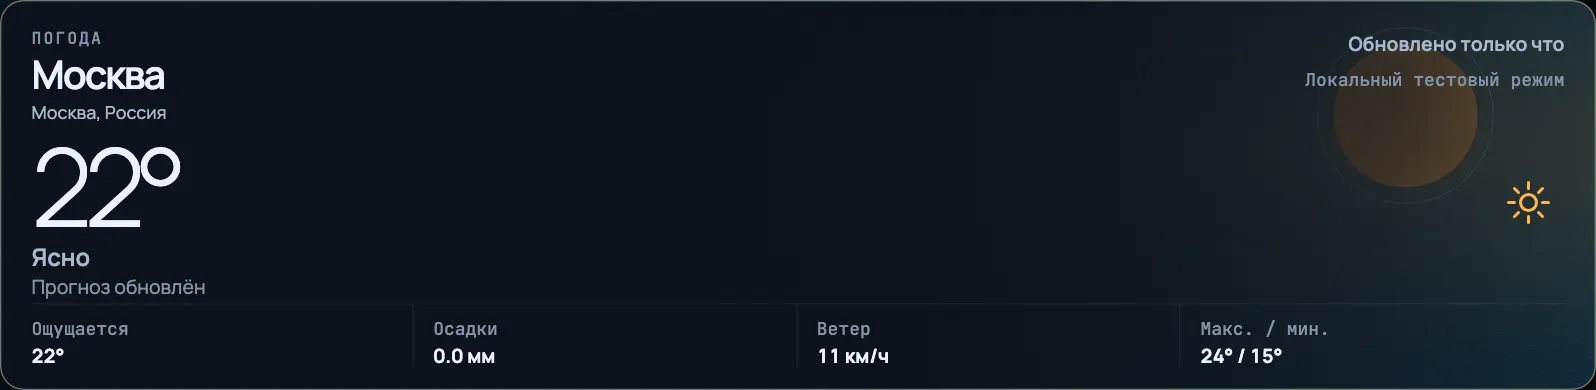 ПОГОДА
Москва
Москва, Россия
22°
Ясно
Прогноз обновлён
Обновлено только что
Локальный тестовый режим
Ощущается
22°
Осадки
0.0 мм
Ветер
11 км/ч
Макс. / мин.
24° / 15°